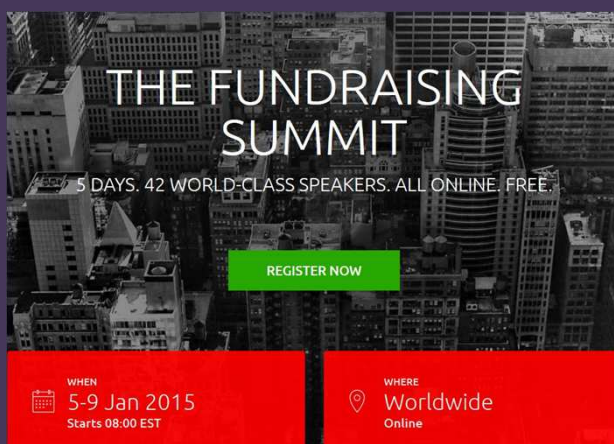 THE FUNDRAISING
SUMMIT
5 DAYS. 42 WORLD-CLASS SPEAKERS. ALL ONLINE. FREE.
REGISTER NOW
WHEN
5-9 Jan 2015
Starts 08:00 EST
WHERE
Worldwide
Online